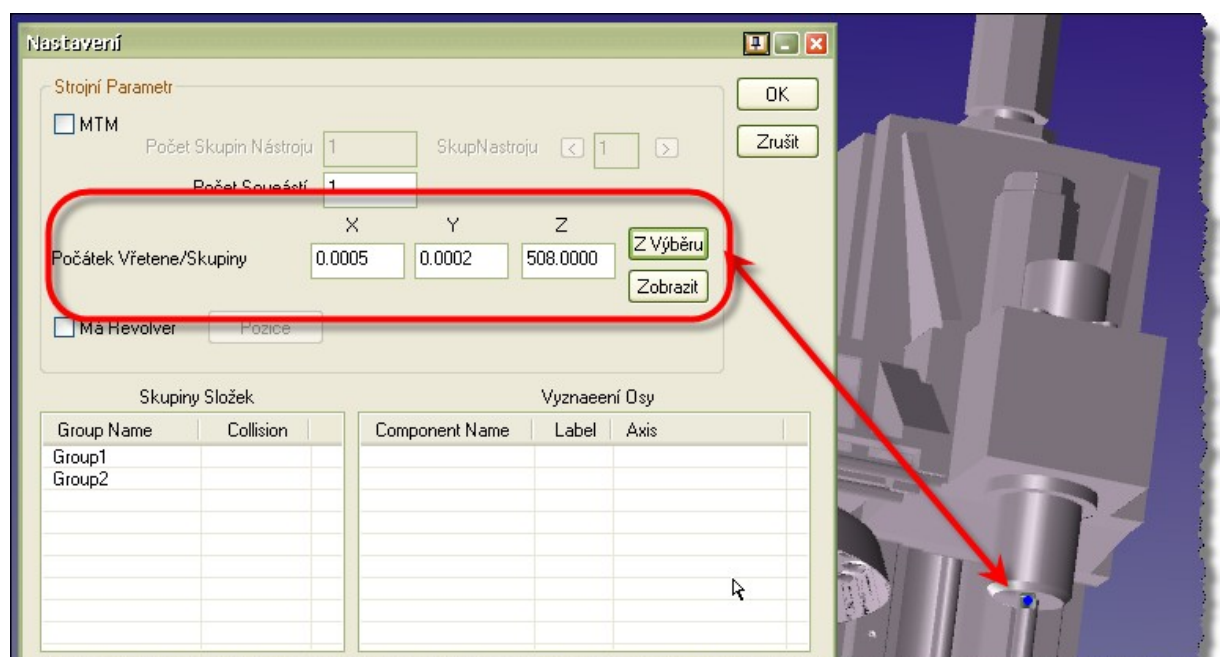 Nastavení
Strojní Parametr
OK
MTM
Zrušit
Počet Skupin Nástroju 1 SkupNastroju < 1 >
Počet Soueástí 1
X Y Z
Počátek Vřetene/Skupiny 0.0005 0.0002 508.0000 Z Výběru
Zobrazit
Má Revolver Pozice
Skupiny Složek Vyznaeení Osy
Group Name Collision Component Name Label Axis
Group1
Group2